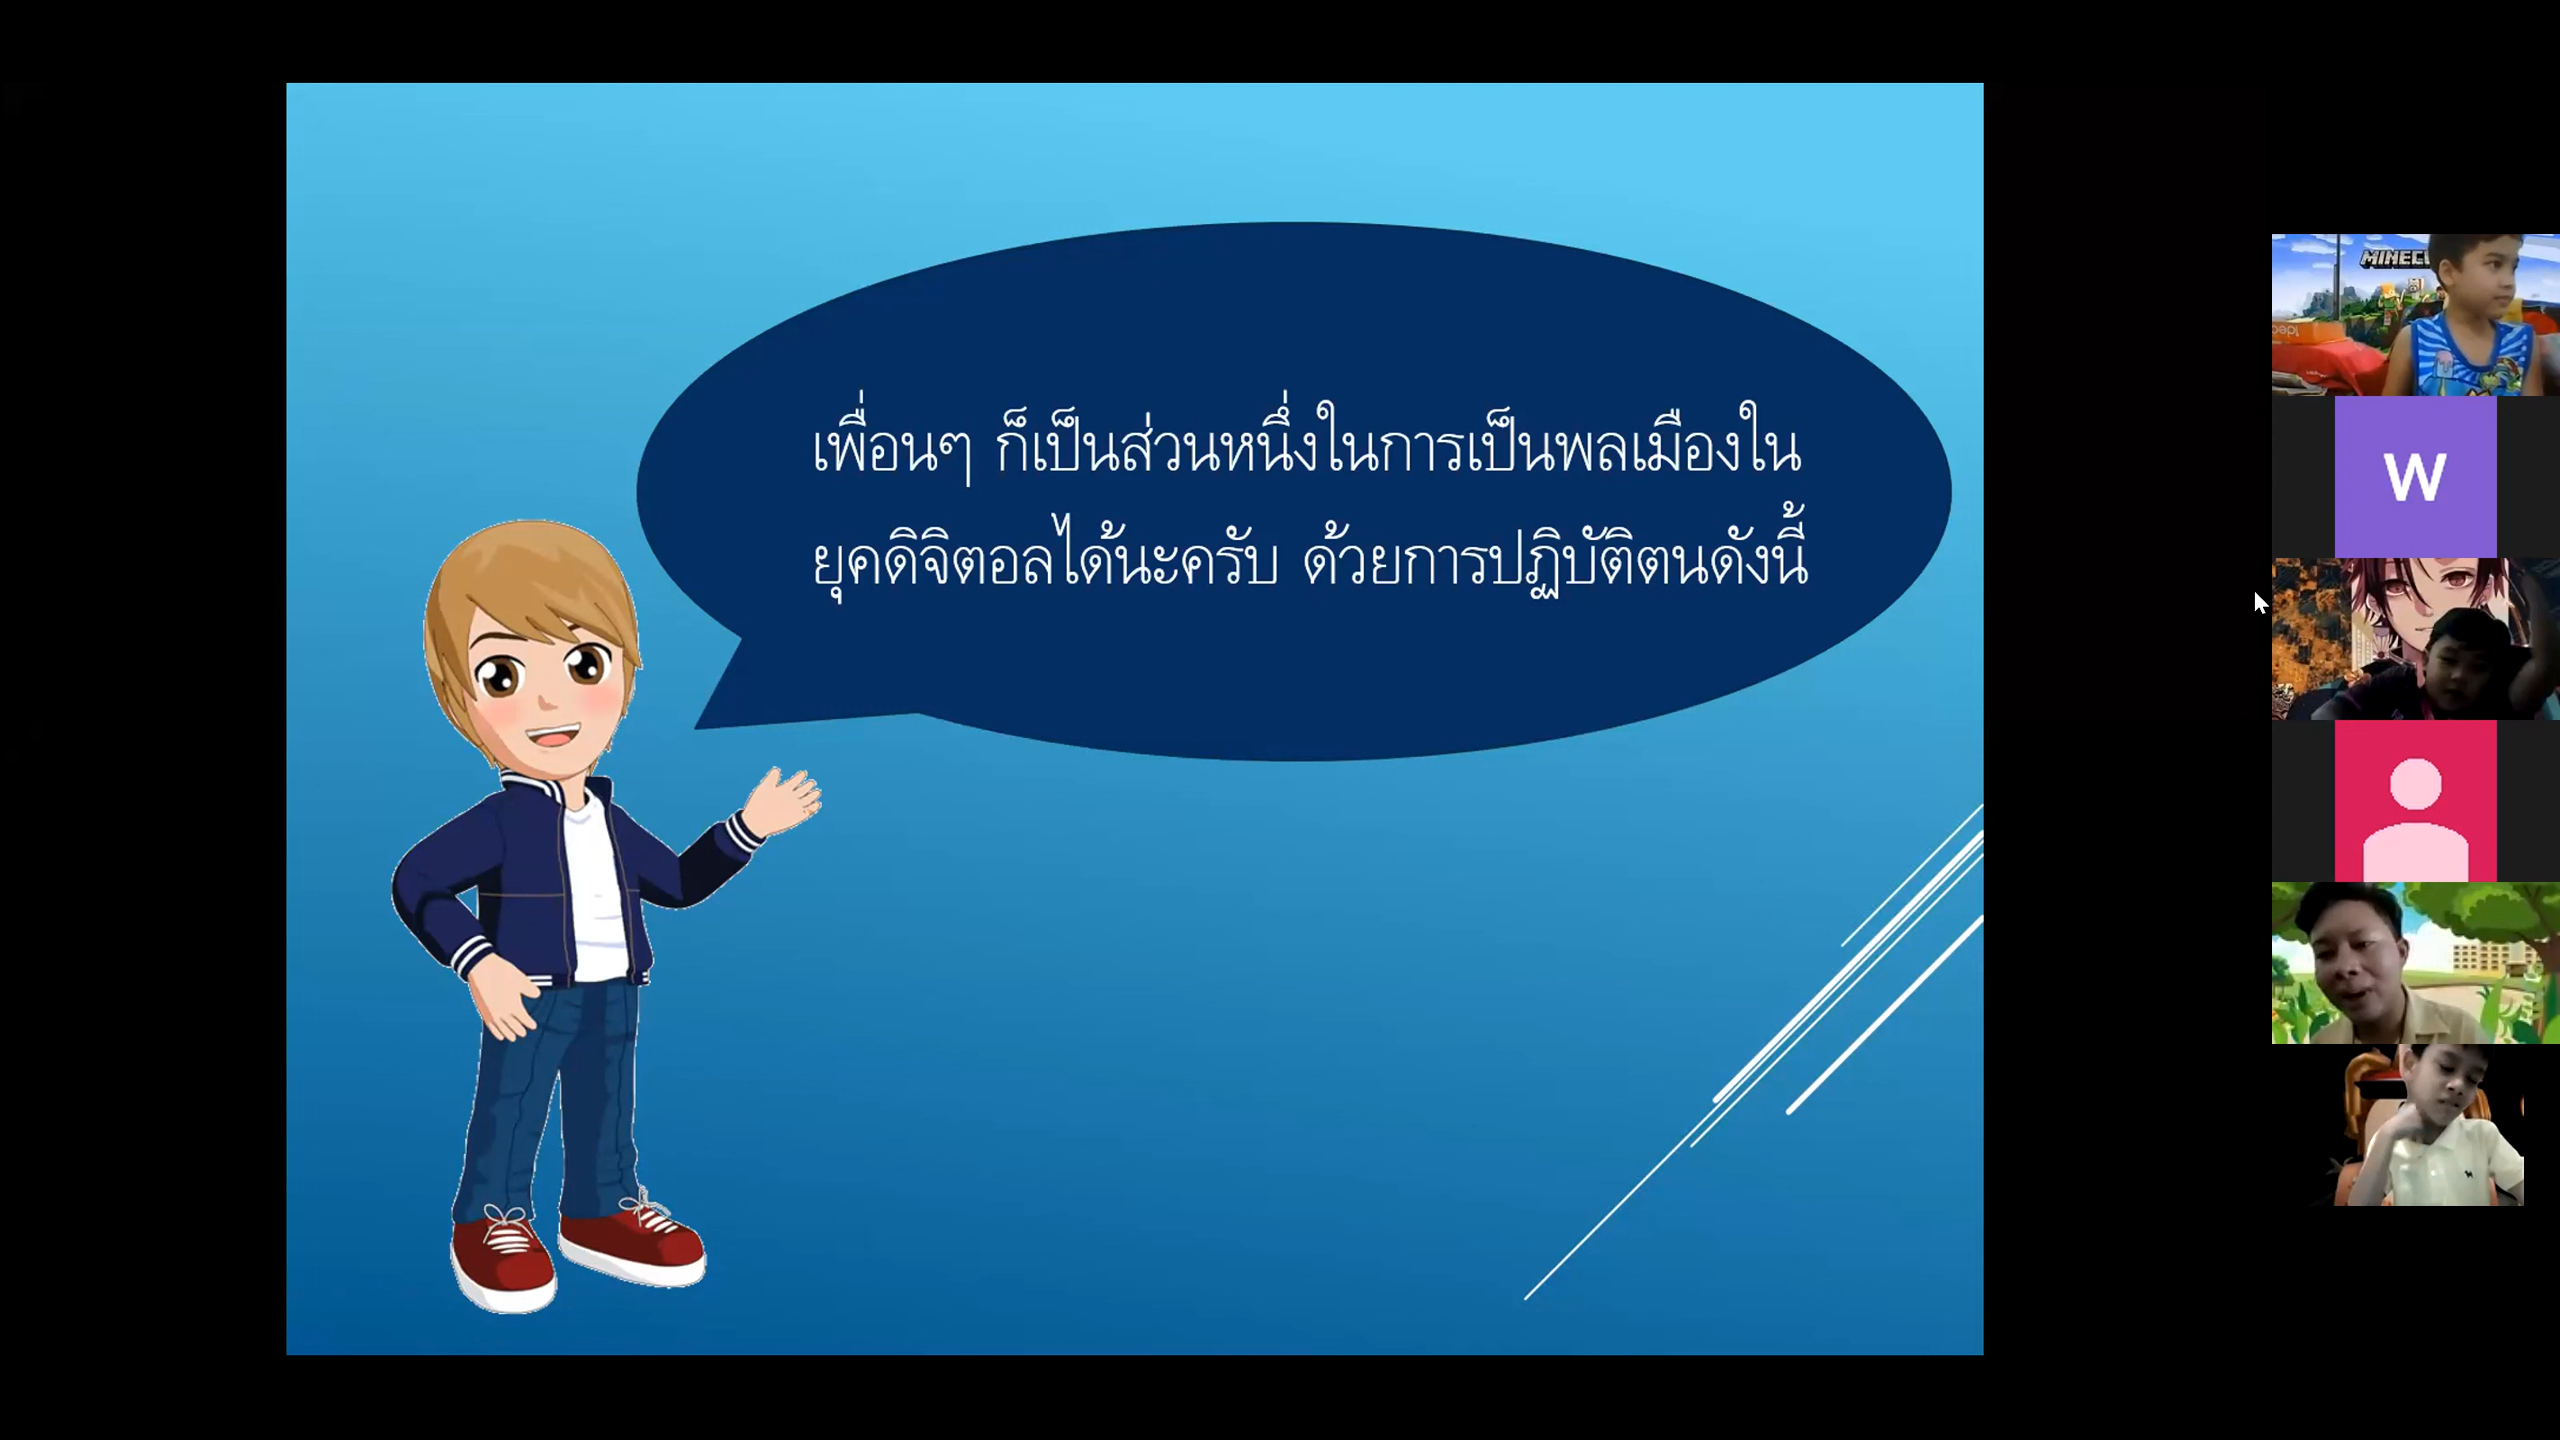 เพื่อนๆ ก็เป็นส่วนหนึ่งในการเป็นพลเมืองใน
ยุคดิจิตอลได้นะครับ ด้วยการปฏิบัติตนดังนี้
MINEC
W